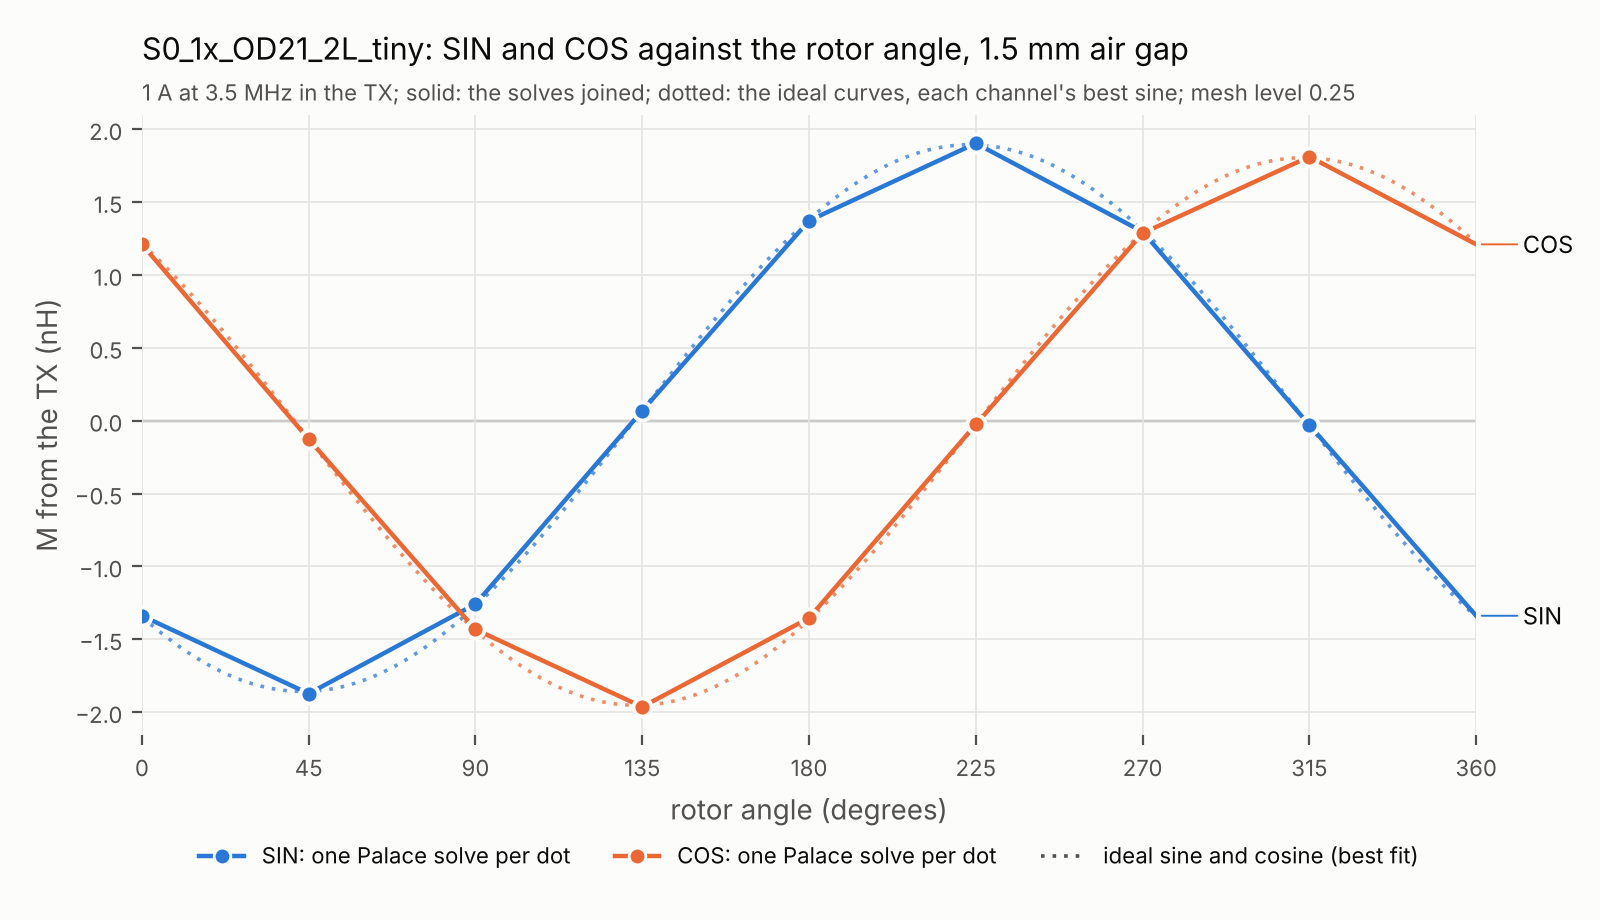 S0_1x_OD21_2L_tiny: SIN and COS against the rotor angle, 1.5 mm air gap
1 A at 3.5 MHz in the TX; solid: the solves joined; dotted: the ideal curves, each channel's best sine; mesh level 0.25
M from the TX (nH)
2.0
1.5
1.0
0.5
0.0
−0.5
−1.0
−1.5
−2.0
COS
SIN
0 45 90 135 180 225 270 315 360
rotor angle (degrees)
SIN: one Palace solve per dot COS: one Palace solve per dot ideal sine and cosine (best fit)